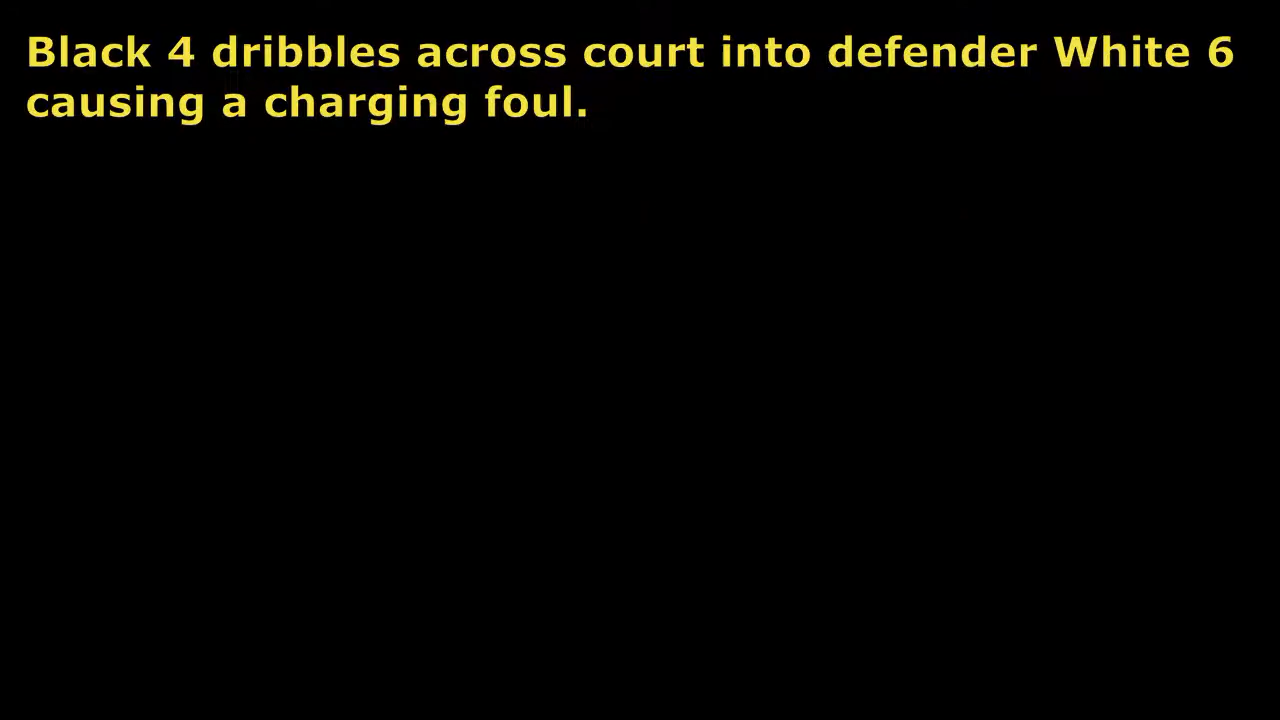 Black 4 dribbles across court into defender White 6
causing a charging foul.